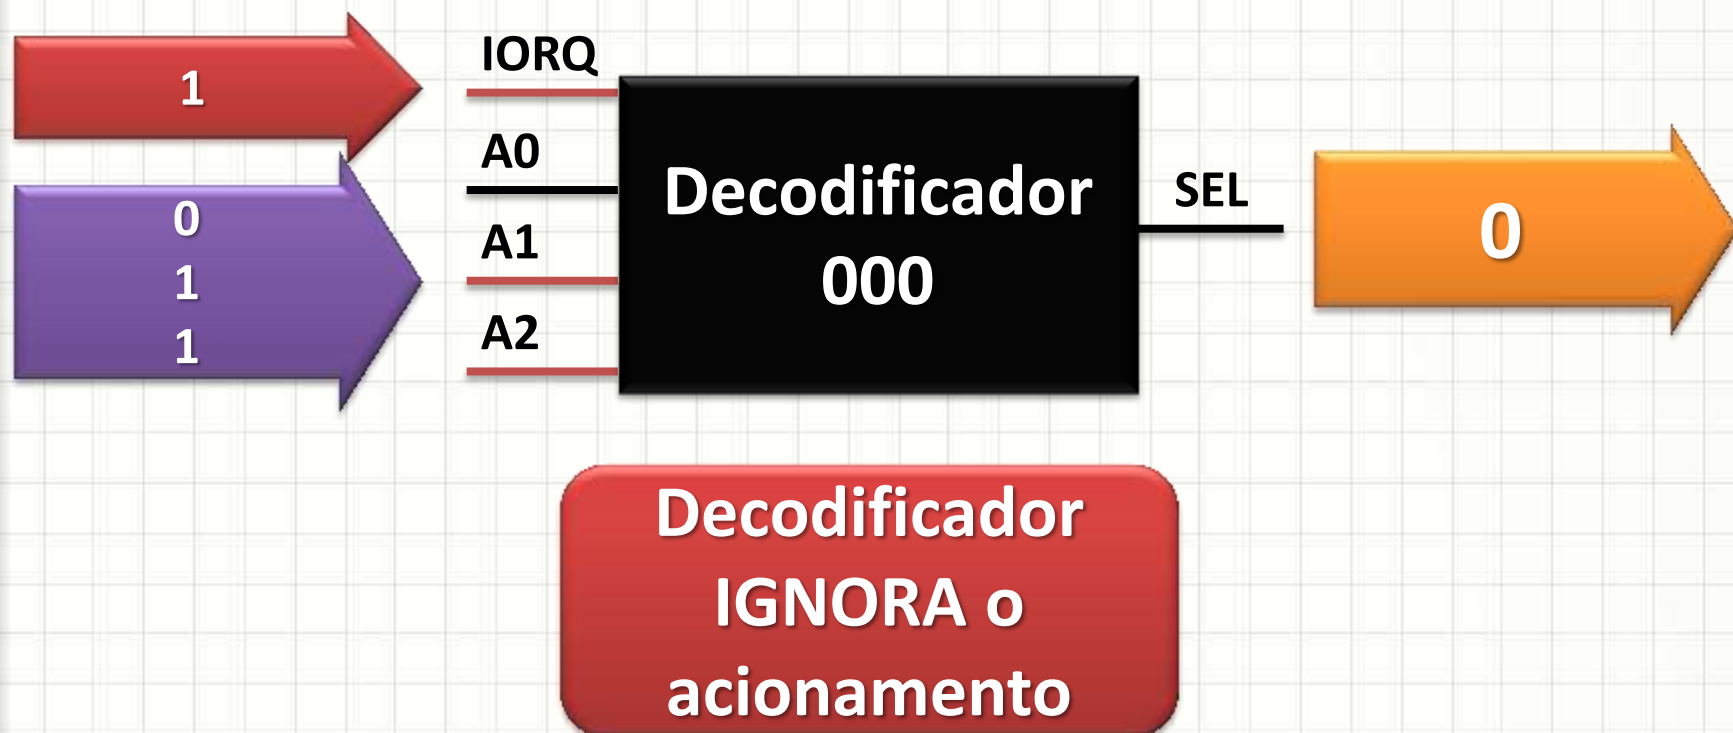 1
IORQ
0
1
1
A0
A1
A2
Decodificador
000
SEL
0
Decodificador
IGNORA o
acionamento